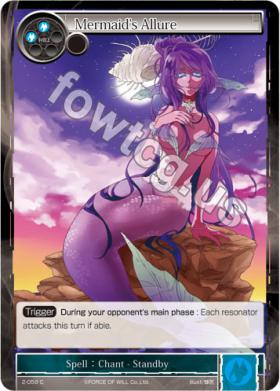 Mermaid's Allure
fowtcg.us
Trigger During your opponent's main phase : Each resonator
attacks this turn if able.
Spell : Chant - Standby
©FORCE OF WILL Co.,Ltd.